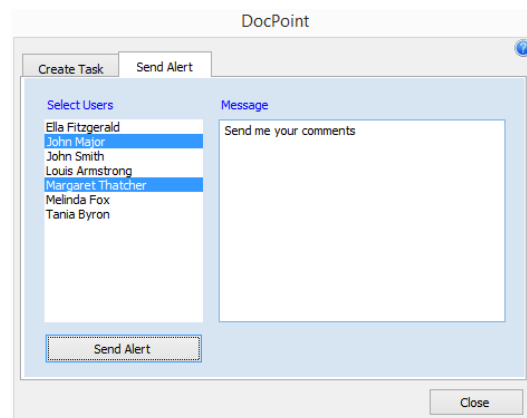 DocPoint
?
Create Task
Send Alert
Select Users
Message
Ella Fitzgerald
John Major
John Smith
Louis Armstrong
Margaret Thatcher
Melinda Fox
Tania Byron
Send me your comments
Send Alert
Close